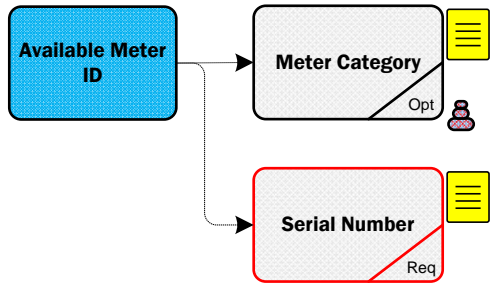 Available Meter
ID
Meter Category
Opt
Serial Number
Req